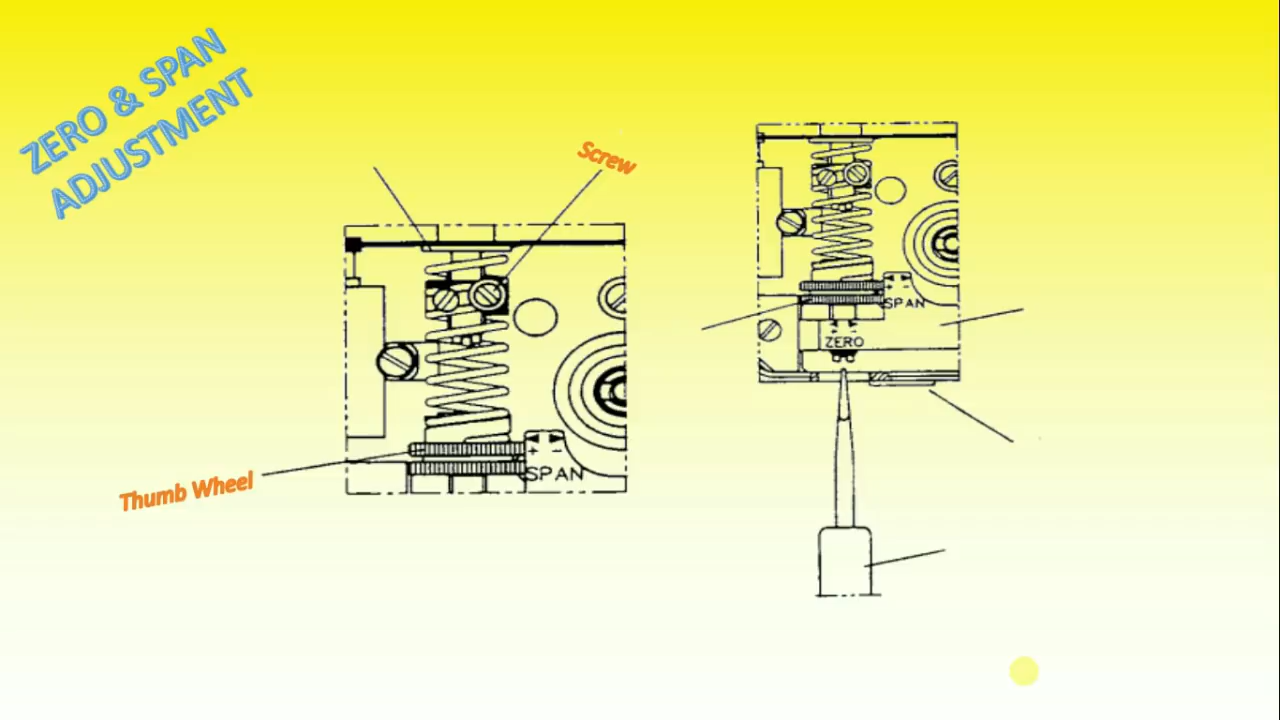 ZERO & SPAN
ADJUSTMENT
Screw
Thumb Wheel
+ -
SPAN
+ -
SPAN
+ -
ZERO